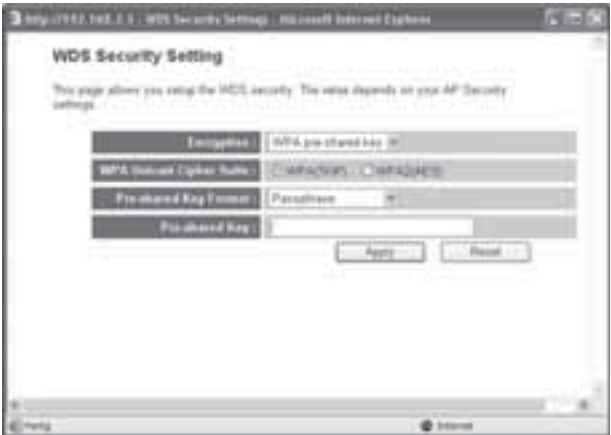 http://192.168.2.1 - WDS Security Settings - Microsoft Internet Explorer
WDS Security Setting
This page allows you setup the WDS security. The value depends on your AP Security
settings.
Encryption : WPA pre-shared key
WPA Unicast Cipher Suite : WPA(TKIP) WPA2(AES)
Pre-shared Key Format : Passphrase
Pre-shared Key :
Apply Reset
Fertig Internet